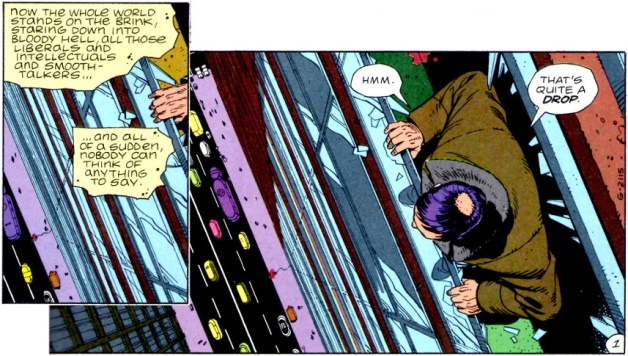 NOW THE WHOLE WORLD
STANDS ON THE BRINK,
STARING DOWN INTO
BLOODY HELL, ALL THOSE
LIBERALS AND
INTELLECTUALS
AND SMOOTH-
TALKERS...
...AND ALL
OF A SUDDEN,
NOBODY CAN
THINK OF
ANYTHING
TO SAY.
HMM.
THAT'S
QUITE A
DROP.
G-2115
1